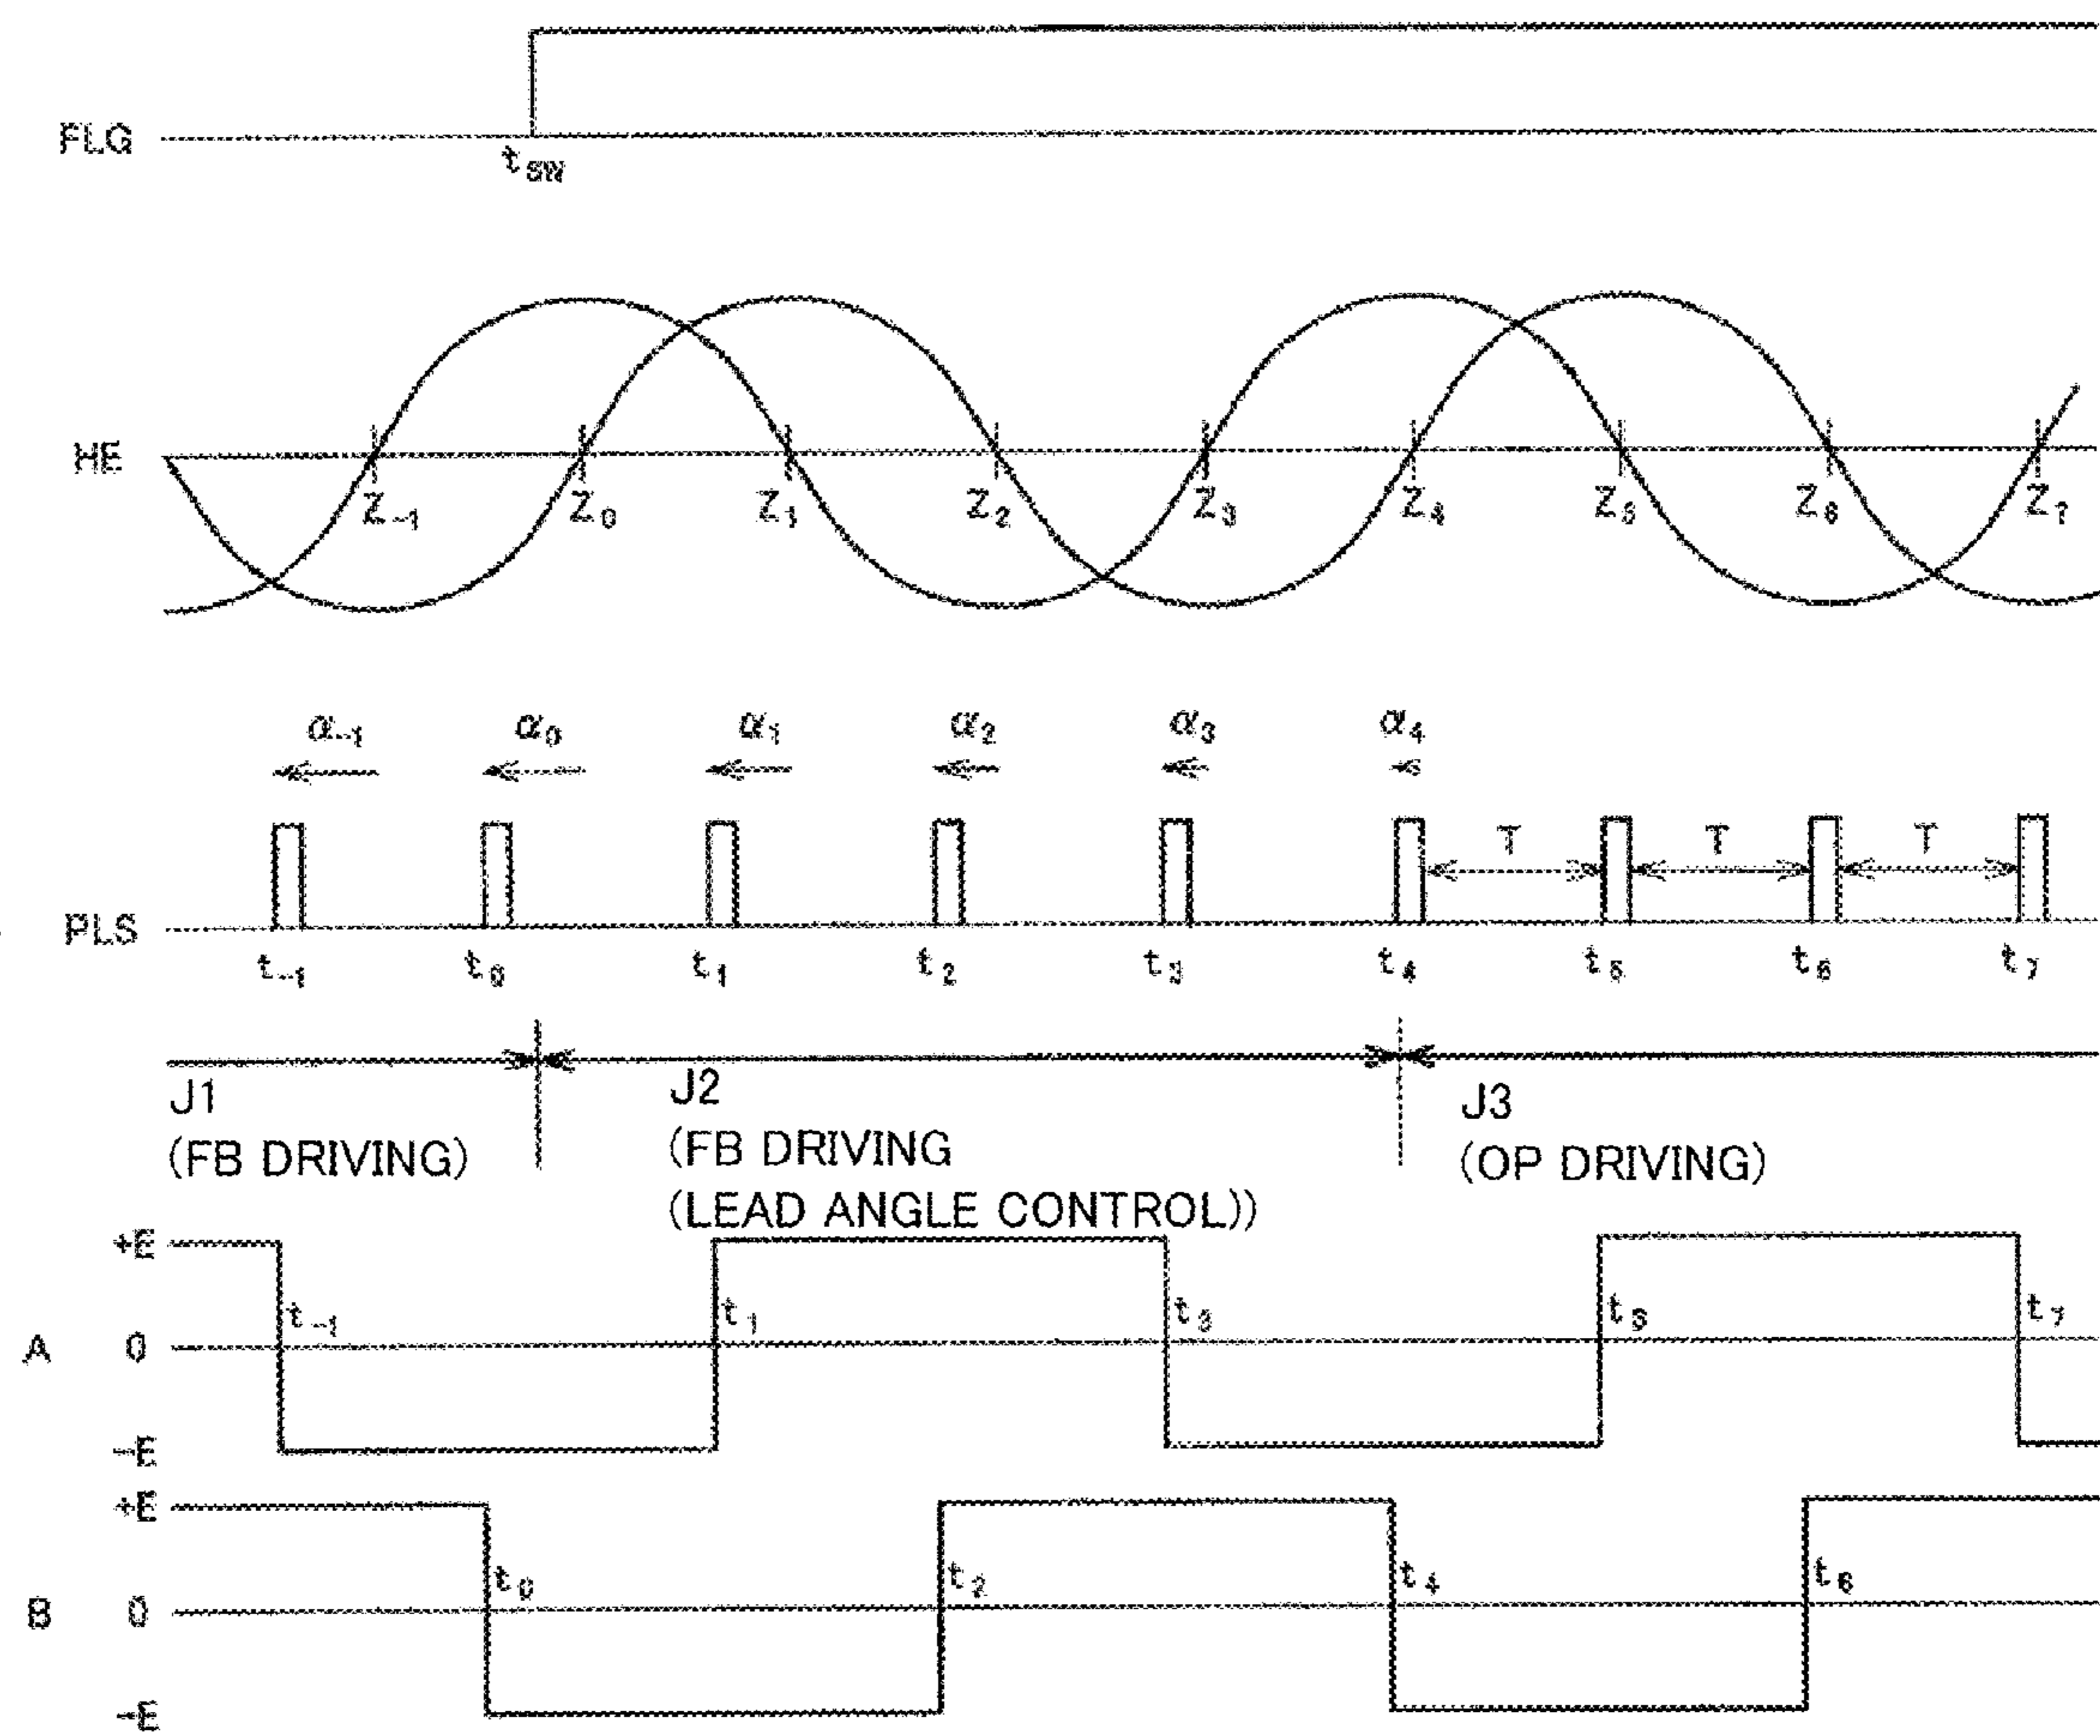 FLG
t SW
HE
Z-1 Z0 Z1 Z2 Z3 Z4 Z5 Z6 Z7
α-1 α0 α1 α2 α3 α4
T T T
PLS
t-1 t0 t1 t2 t3 t4 t5 t6 t7
J1
(FB DRIVING)
J2
(FB DRIVING
(LEAD ANGLE CONTROL))
J3
(OP DRIVING)
+E
t-1 t1 t3 t5 t7
A 0
-E
+E
t0 t2 t4 t6
B 0
-E